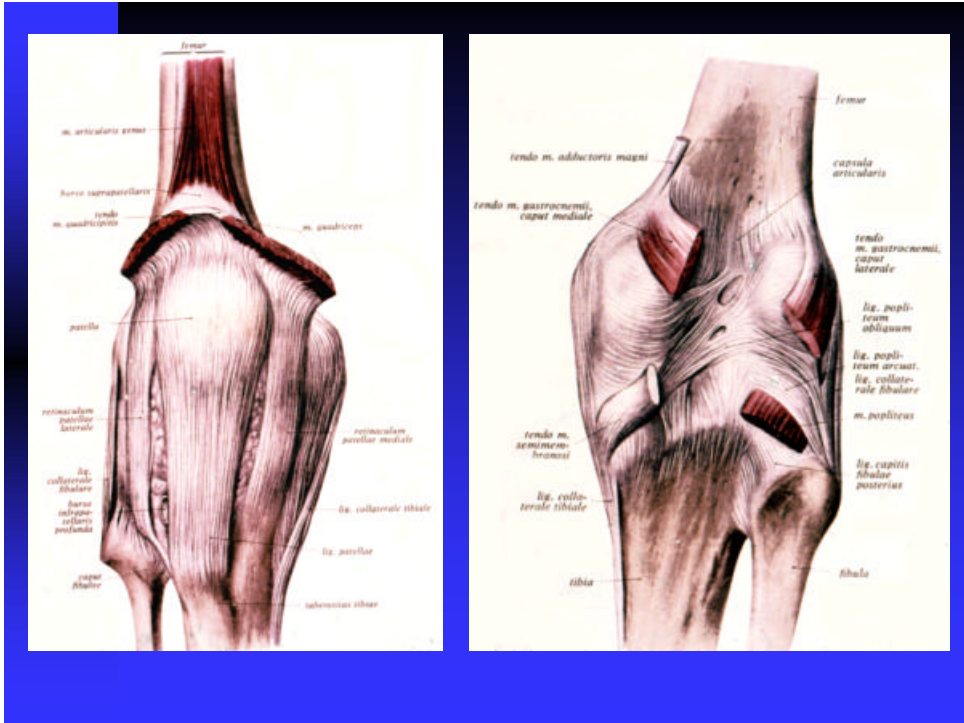 femur
m. articularis genus
bursa suprapatellaris
tendo
m. quadricipitis
m. quadriceps
patella
retinaculum
patellae
laterale
retinaculum
patellae mediale
lig.
collaterale
fibulare
bursa
infrapa-
tellaris
profunda
lig. collaterale tibiale
lig. patellae
caput
fibulae
tuberositas tibiae
femur
tendo m. adductoris magni
capsula
articularis
tendo m. gastrocnemii,
caput mediale
tendo
m. gastrocnemii,
caput
laterale
lig. popli-
teum
obliquum
lig. popli-
teum arcuat.
lig. collate-
rale fibulare
m. popliteus
tendo m.
semimem-
branosi
lig. capitis
fibulae
posterius
lig. colla-
terale tibiale
tibia
fibula